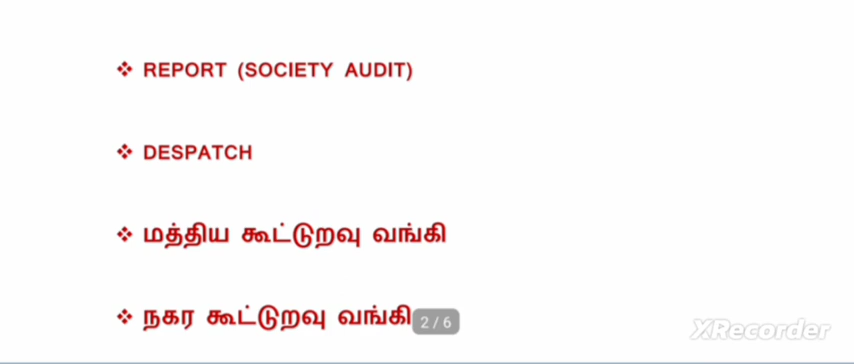 ❖ REPORT (SOCIETY AUDIT)
❖ DESPATCH
❖ மத்திய கூட்டுறவு வங்கி
❖ நகர கூட்டுறவு வங்கி
2 / 6
XRecorder